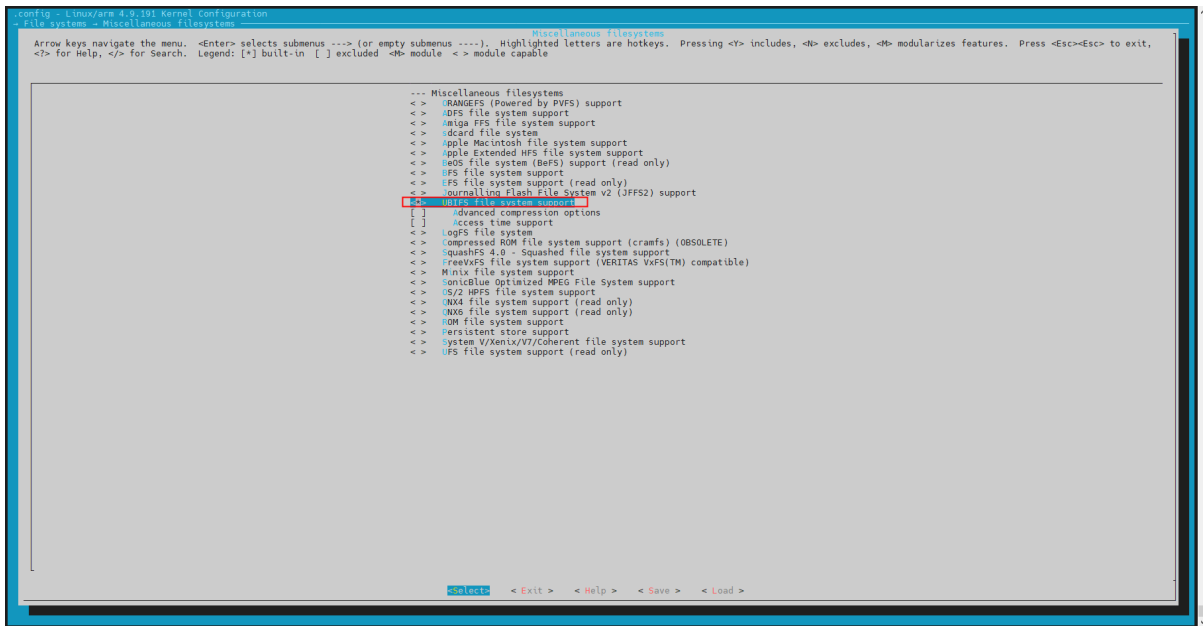 .config - Linux/arm 4.9.191 Kernel Configuration
→ File systems → Miscellaneous filesystems
Miscellaneous filesystems
Arrow keys navigate the menu.  <Enter> selects submenus ---> (or empty submenus ----).  Highlighted letters are hotkeys.  Pressing <Y> includes, <N> excludes, <M> modularizes features.  Press <Esc><Esc> to exit,
<?> for Help, </> for Search.  Legend: [*] built-in  [ ] excluded  <M> module  < > module capable
--- Miscellaneous filesystems
< >   ORANGEFS (Powered by PVFS) support
< >   ADFS file system support
< >   Amiga FFS file system support
< >   sdcard file system
< >   Apple Macintosh file system support
< >   Apple Extended HFS file system support
< >   BeOS file system (BeFS) support (read only)
< >   BFS file system support
< >   EFS file system support (read only)
< >   Journalling Flash File System v2 (JFFS2) support
<*>   UBIFS file system support
[ ]     Advanced compression options
[ ]     Access time support
< >   LogFS file system
< >   Compressed ROM file system support (cramfs) (OBSOLETE)
< >   SquashFS 4.0 - Squashed file system support
< >   FreeVxFS file system support (VERITAS VxFS(TM) compatible)
< >   Minix file system support
< >   SonicBlue Optimized MPEG File System support
< >   OS/2 HPFS file system support
< >   QNX4 file system support (read only)
< >   QNX6 file system support (read only)
< >   ROM file system support
< >   Persistent store support
< >   System V/Xenix/V7/Coherent file system support
< >   UFS file system support (read only)
<Select>    < Exit >    < Help >    < Save >    < Load >